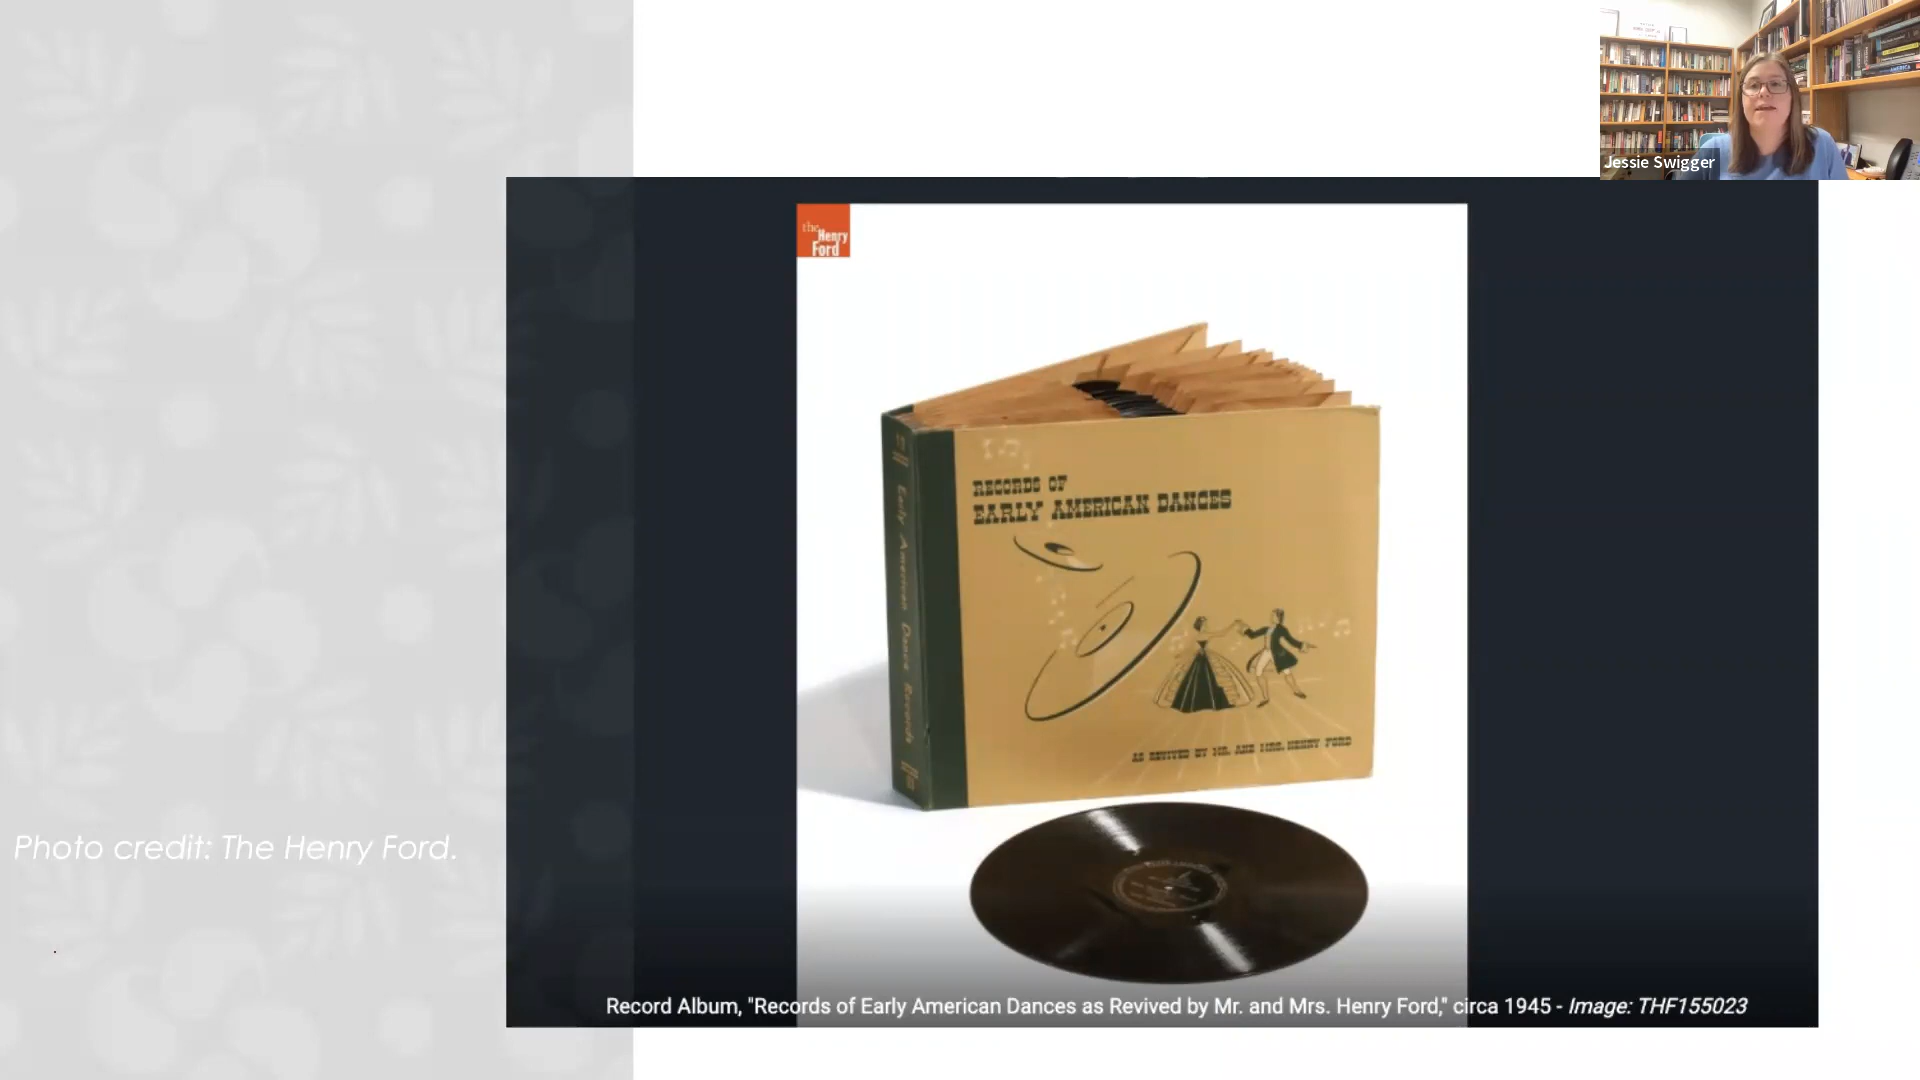 Jessie Swigger
the
Henry
Ford
RECORDS OF
EARLY AMERICAN DANCES
Early American Dance Records
AS REVIVED BY MR. AND MRS. HENRY FORD
Photo credit: The Henry Ford.
Record Album, "Records of Early American Dances as Revived by Mr. and Mrs. Henry Ford," circa 1945 - Image: THF155023